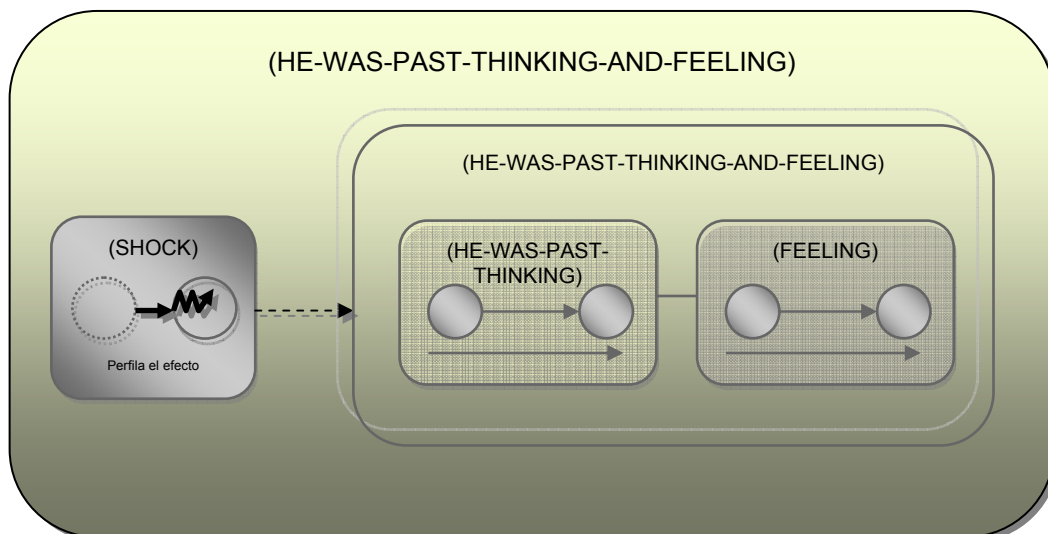 (HE-WAS-PAST-THINKING-AND-FEELING)
(HE-WAS-PAST-THINKING-AND-FEELING)
(SHOCK)
Perfila el efecto
(HE-WAS-PAST-
THINKING)
(FEELING)